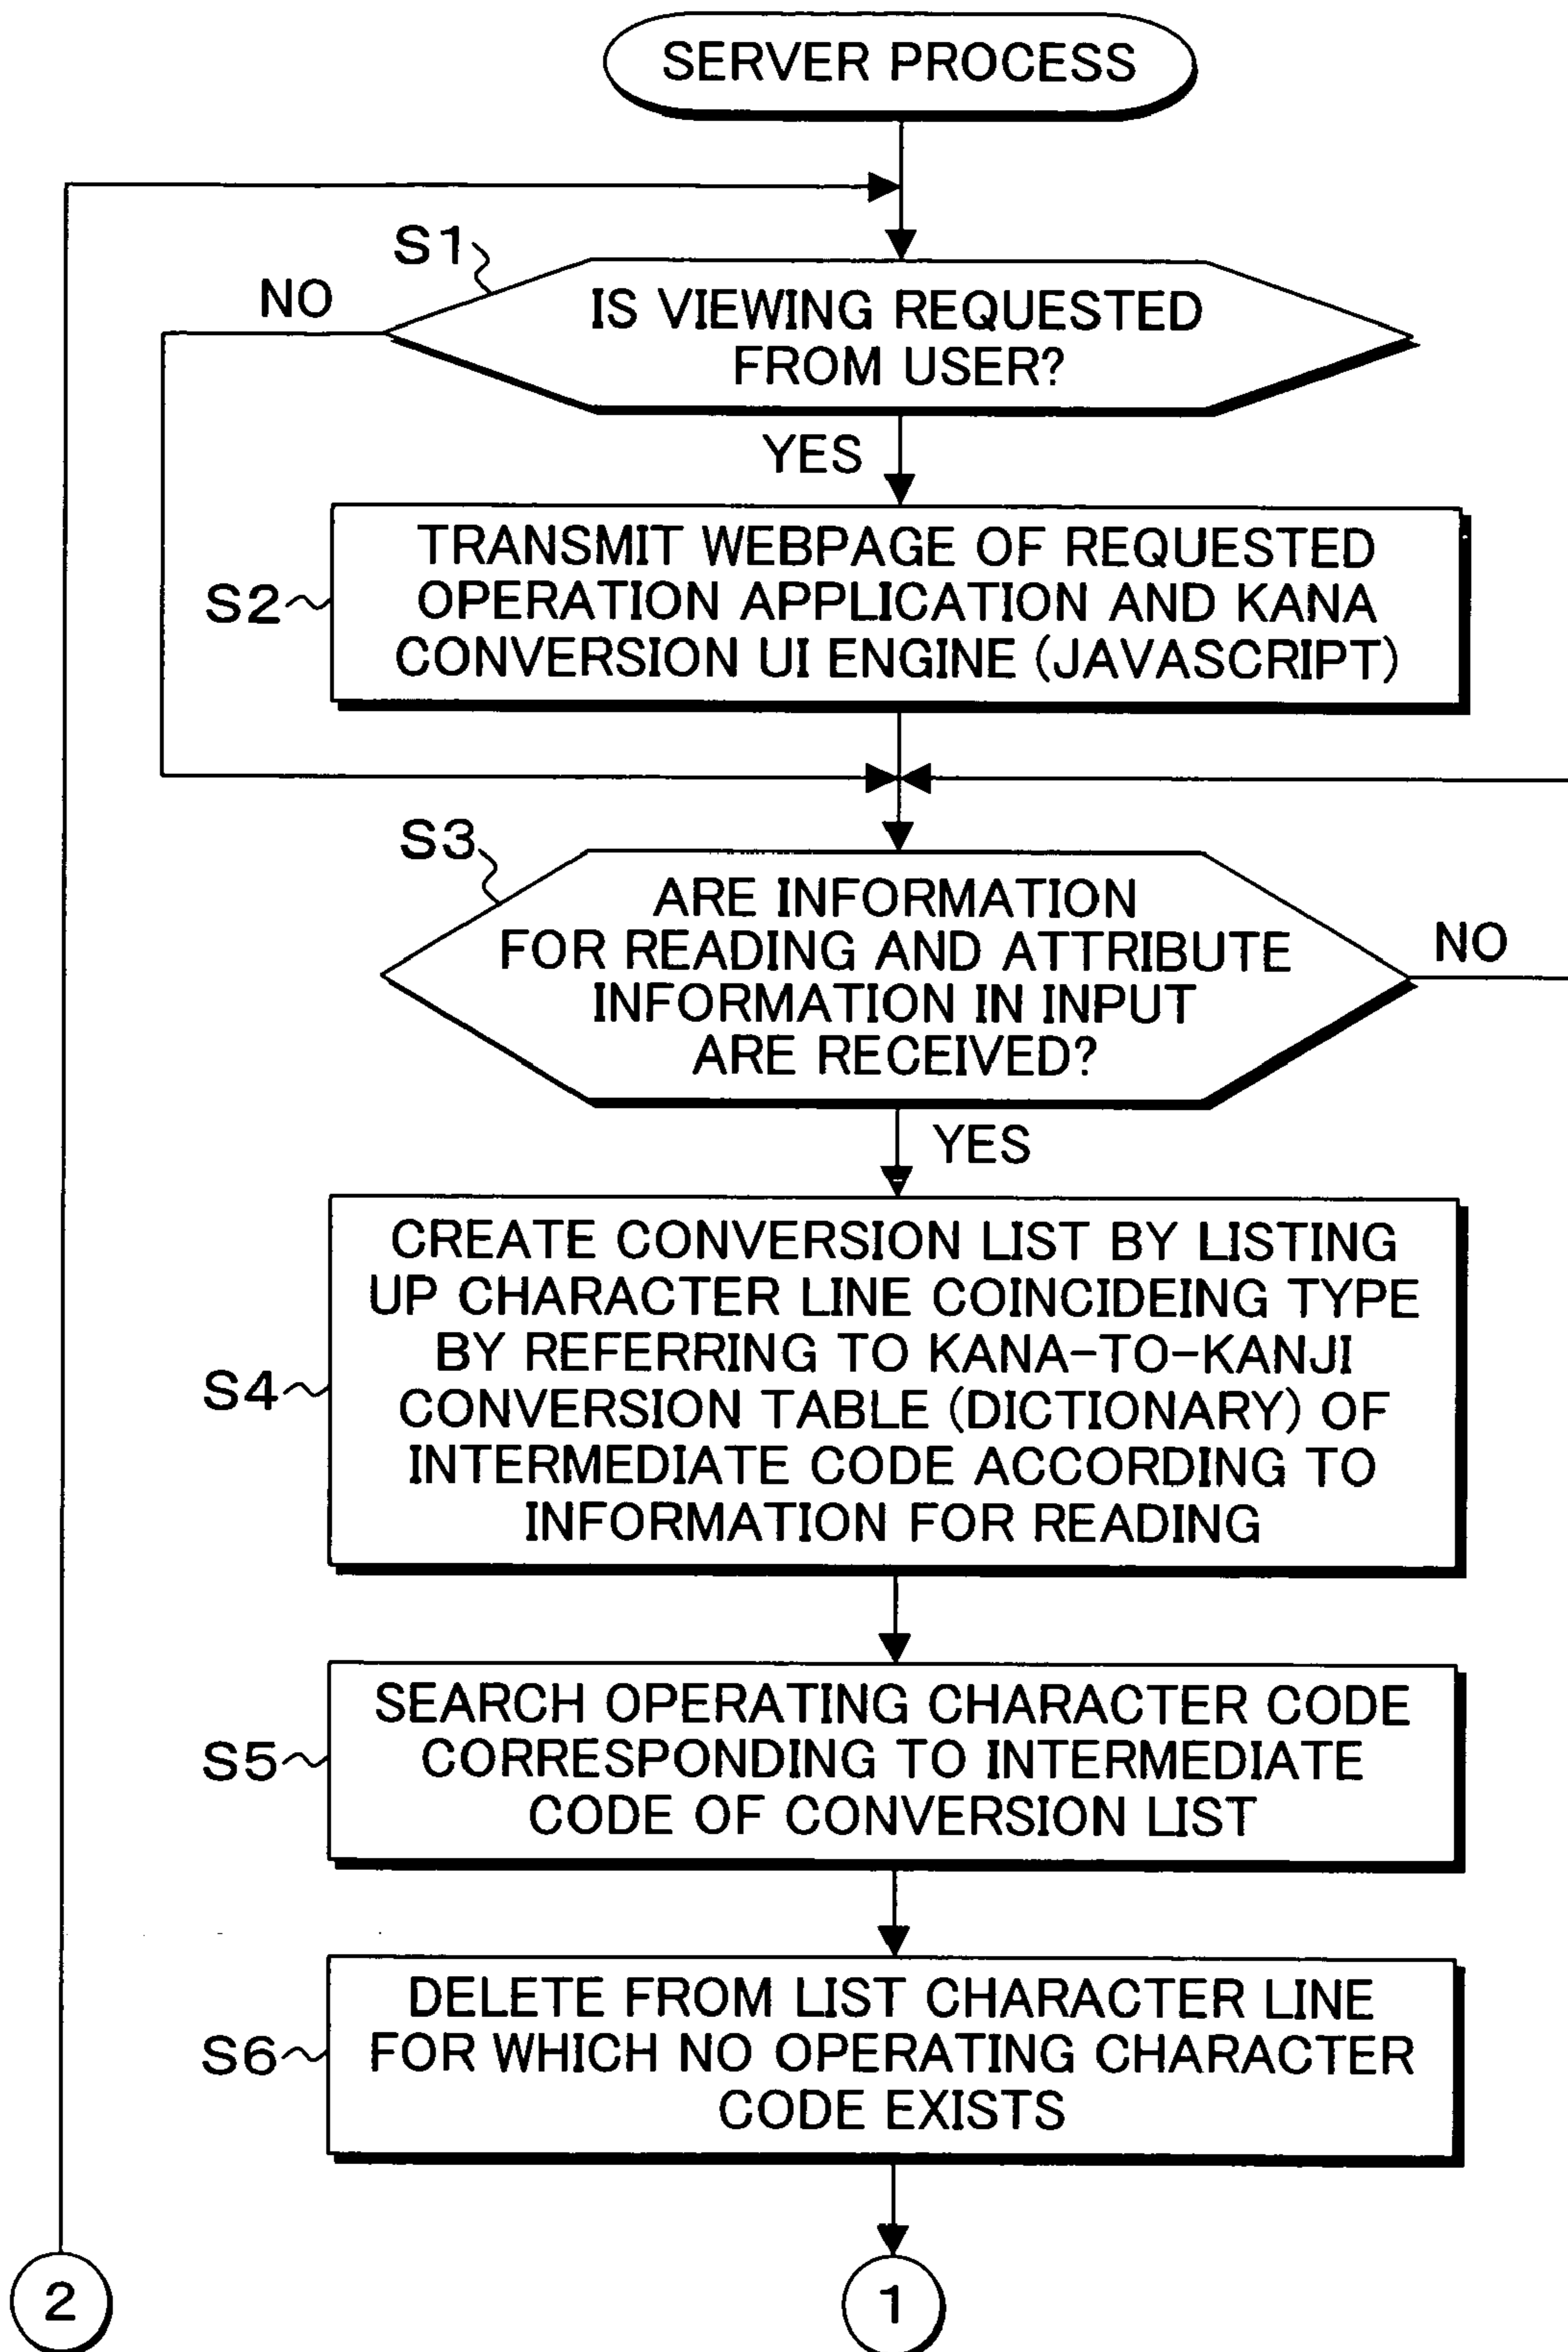 SERVER PROCESS
S1
NO
IS VIEWING REQUESTED
FROM USER?
YES
S2
TRANSMIT WEBPAGE OF REQUESTED
OPERATION APPLICATION AND KANA
CONVERSION UI ENGINE (JAVASCRIPT)
S3
ARE INFORMATION
FOR READING AND ATTRIBUTE
INFORMATION IN INPUT
ARE RECEIVED?
NO
YES
S4
CREATE CONVERSION LIST BY LISTING
UP CHARACTER LINE COINCIDEING TYPE
BY REFERRING TO KANA-TO-KANJI
CONVERSION TABLE (DICTIONARY) OF
INTERMEDIATE CODE ACCORDING TO
INFORMATION FOR READING
S5
SEARCH OPERATING CHARACTER CODE
CORRESPONDING TO INTERMEDIATE
CODE OF CONVERSION LIST
S6
DELETE FROM LIST CHARACTER LINE
FOR WHICH NO OPERATING CHARACTER
CODE EXISTS
2
1